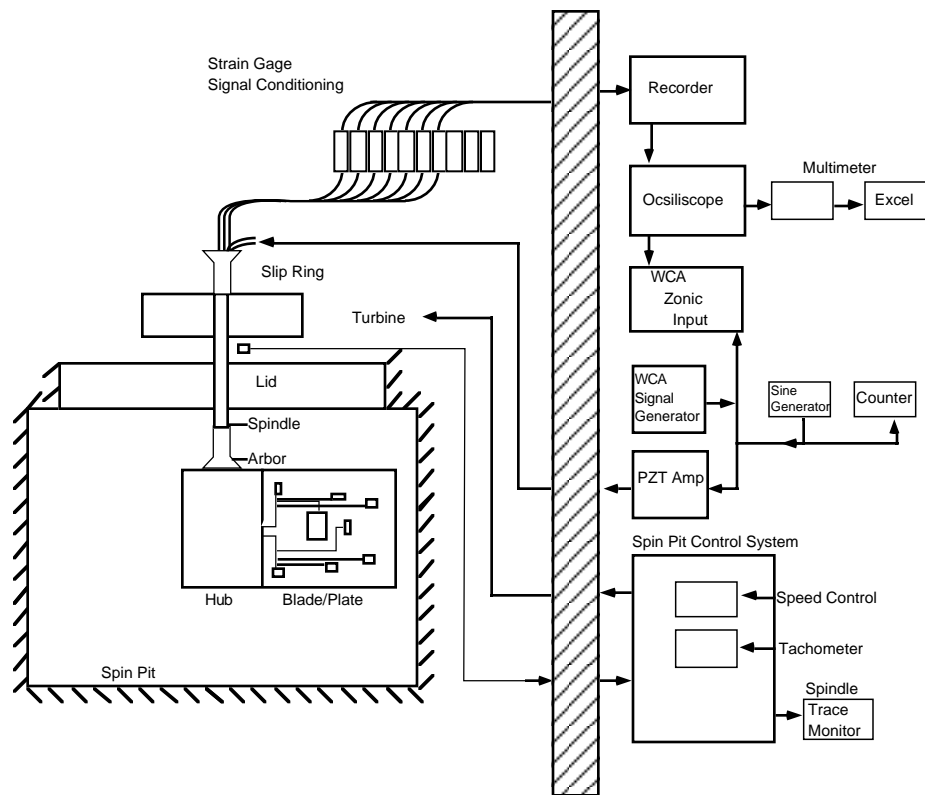 Strain Gage
Signal Conditioning
Recorder
Multimeter
Ocsiliscope
Excel
Slip Ring
WCA
Zonic
Input
Turbine
Lid
WCA
Signal
Generator
Sine
Generator
Counter
Spindle
Arbor
PZT Amp
Spin Pit Control System
Hub
Blade/Plate
Speed Control
Tachometer
Spin Pit
Spindle
Trace
Monitor